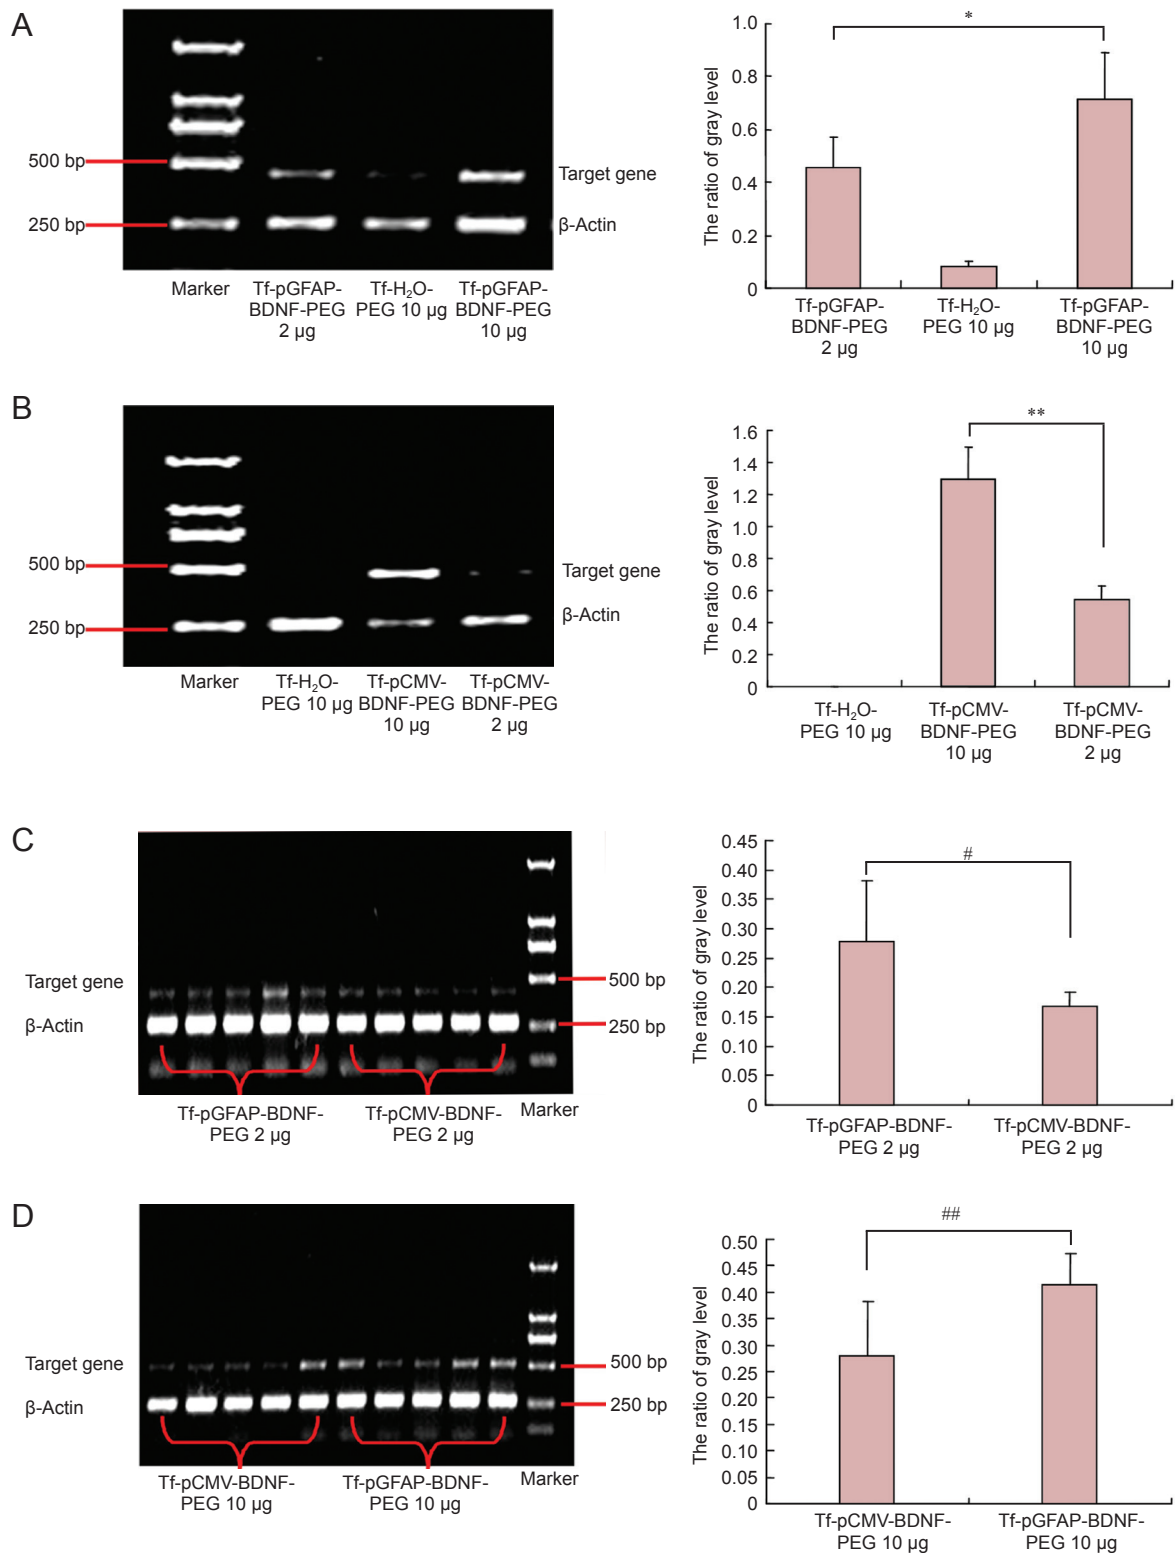 A
500 bp
250 bp
Target gene
β-Actin
Marker
Tf-pGFAP-
BDNF-PEG
2 µg
Tf-H₂O-
PEG 10 µg
Tf-pGFAP-
BDNF-PEG
10 µg
The ratio of gray level
1.0
0.8
0.6
0.4
0.2
0
*
Tf-pGFAP-
BDNF-PEG
2 µg
Tf-H₂O-
PEG 10 µg
Tf-pGFAP-
BDNF-PEG
10 µg
B
500 bp
250 bp
Target gene
β-Actin
Marker
Tf-H₂O-
PEG 10 µg
Tf-pCMV-
BDNF-PEG
10 µg
Tf-pCMV-
BDNF-PEG
2 µg
The ratio of gray level
1.6
1.4
1.2
1.0
0.8
0.6
0.4
0.2
0
**
Tf-H₂O-
PEG 10 µg
Tf-pCMV-
BDNF-PEG
10 µg
Tf-pCMV-
BDNF-PEG
2 µg
C
Target gene
β-Actin
500 bp
250 bp
Tf-pGFAP-BDNF-
PEG 2 µg
Tf-pCMV-BDNF-
PEG 2 µg
Marker
The ratio of gray level
0.45
0.40
0.35
0.30
0.25
0.20
0.15
0.10
0.05
0
#
Tf-pGFAP-BDNF-
PEG 2 µg
Tf-pCMV-BDNF-
PEG 2 µg
D
Target gene
β-Actin
500 bp
250 bp
Tf-pCMV-BDNF-
PEG 10 µg
Tf-pGFAP-BDNF-
PEG 10 µg
Marker
The ratio of gray level
0.50
0.45
0.40
0.35
0.30
0.25
0.20
0.15
0.10
0.05
0
##
Tf-pCMV-BDNF-
PEG 10 µg
Tf-pGFAP-BDNF-
PEG 10 µg